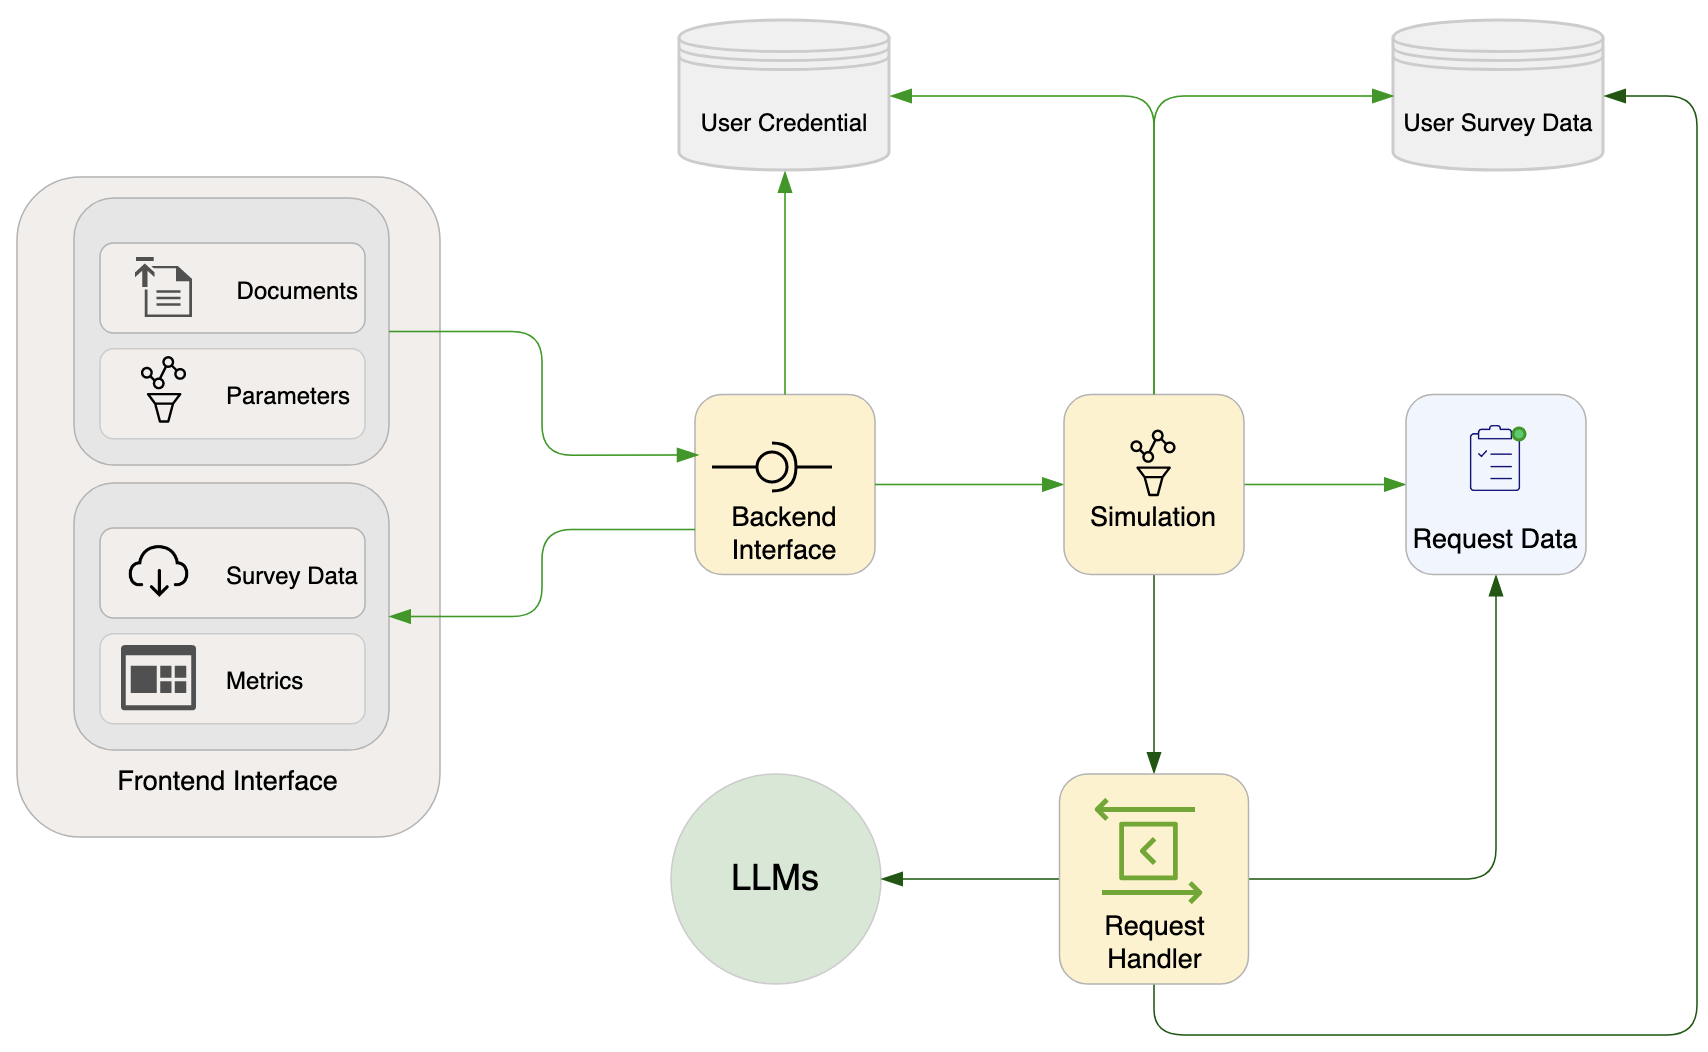 User Credential
User Survey Data
Documents
Parameters
Survey Data
Metrics
Frontend Interface
Backend
Interface
Simulation
Request Data
LLMs
Request
Handler